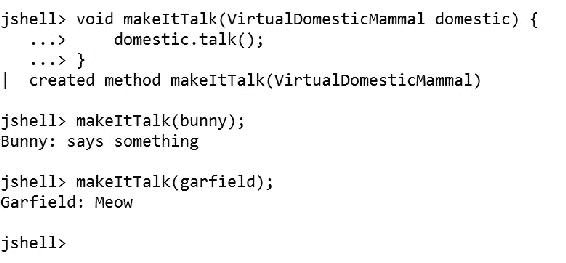 jshell> void makeItTalk(VirtualDomesticMammal domestic) {
   ...>     domestic.talk();
   ...> }
|  created method makeItTalk(VirtualDomesticMammal)
jshell> makeItTalk(bunny);
Bunny: says something
jshell> makeItTalk(garfield);
Garfield: Meow
jshell>